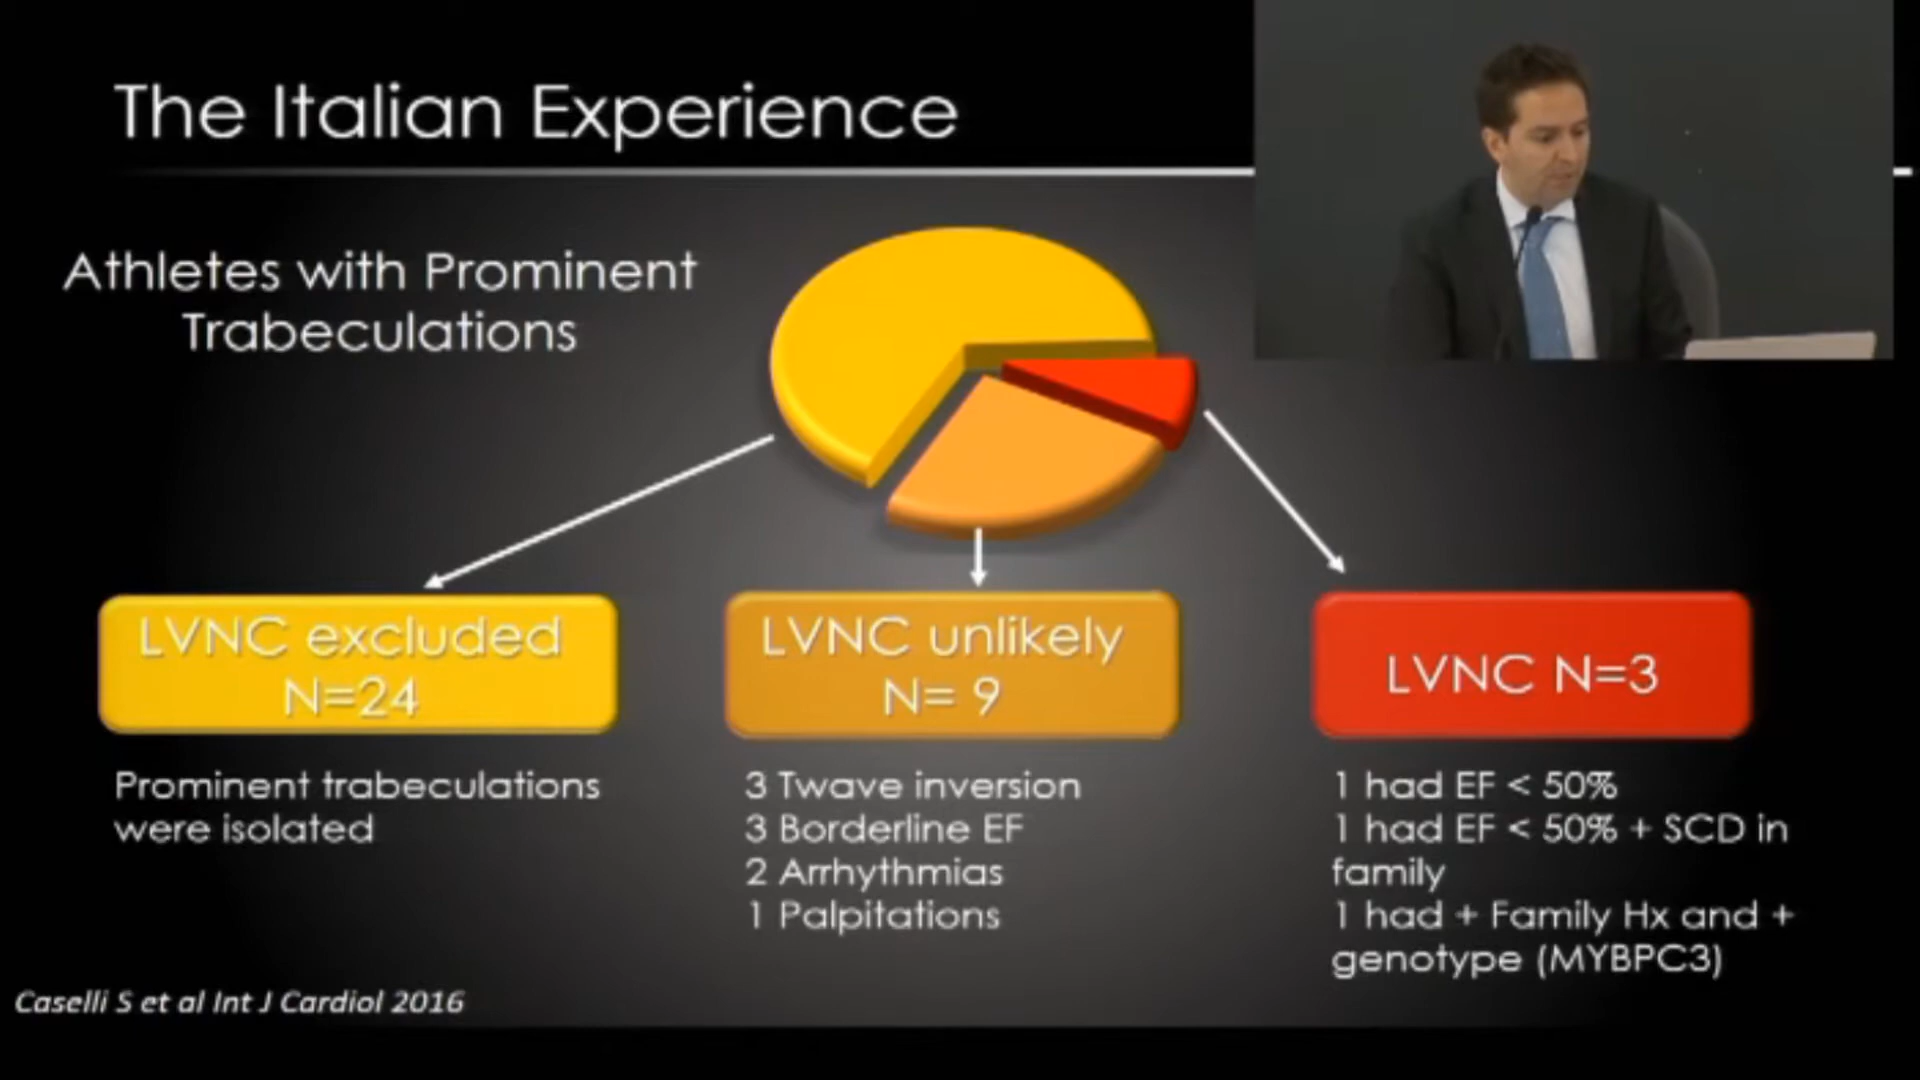 The Italian Experience
Athletes with Prominent
Trabeculations
LVNC excluded
N=24
Prominent trabeculations
were isolated
LVNC unlikely
N= 9
3 Twave inversion
3 Borderline EF
2 Arrhythmias
1 Palpitations
LVNC N=3
1 had EF < 50%
1 had EF < 50% + SCD in
family
1 had + Family Hx and +
genotype (MYBPC3)
Caselli S et al Int J Cardiol 2016